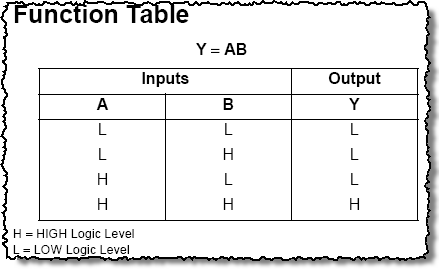 Function Table
Y = AB
Inputs Output
A B Y
L L L
L H L
H L L
H H H
H = HIGH Logic Level
L = LOW Logic Level